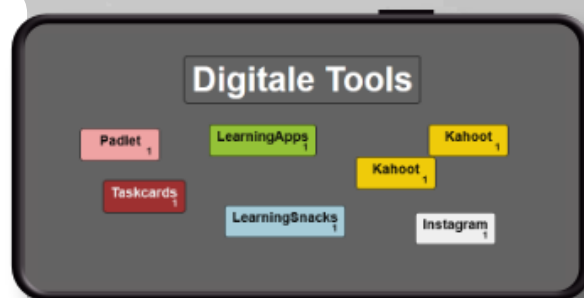 Digitale Tools
Padlet
1
LearningApps
1
Kahoot
1
Kahoot
1
Taskcards
1
LearningSnacks
1
Instagram
1